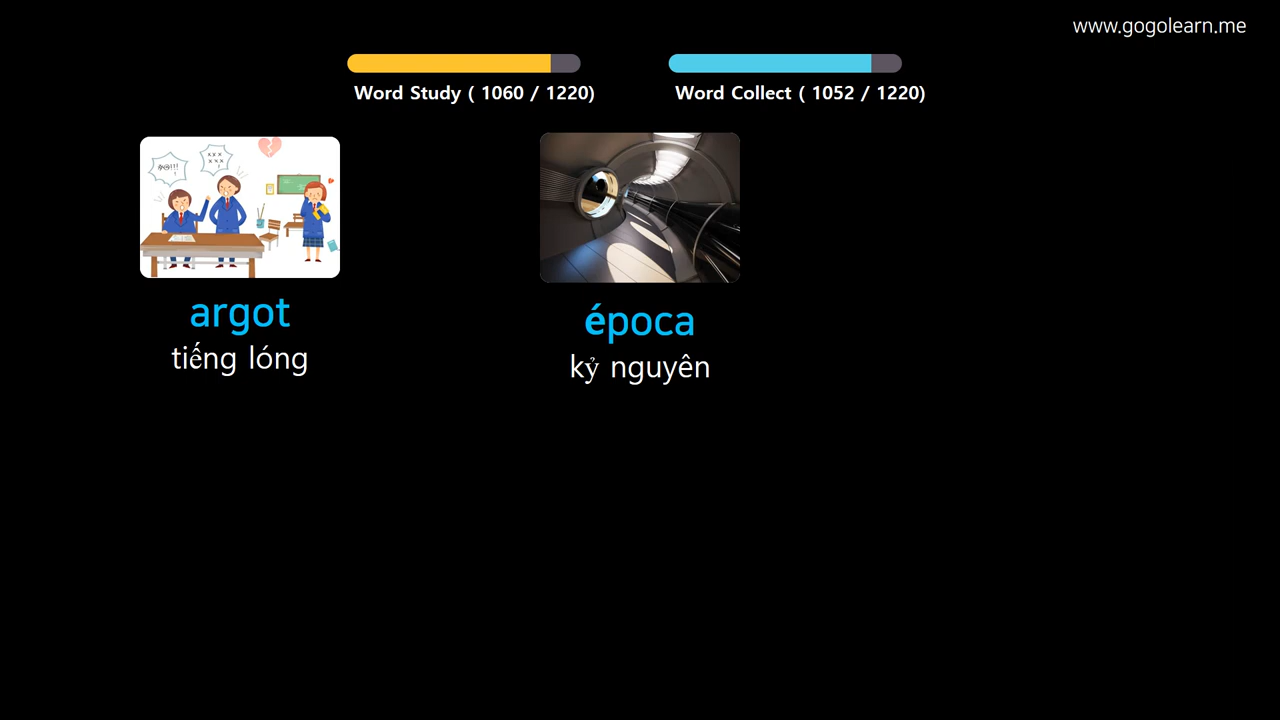 www.gogolearn.me
Word Study ( 1060 / 1220)
Word Collect ( 1052 / 1220)
argot
tiếng lóng
época
kỷ nguyên